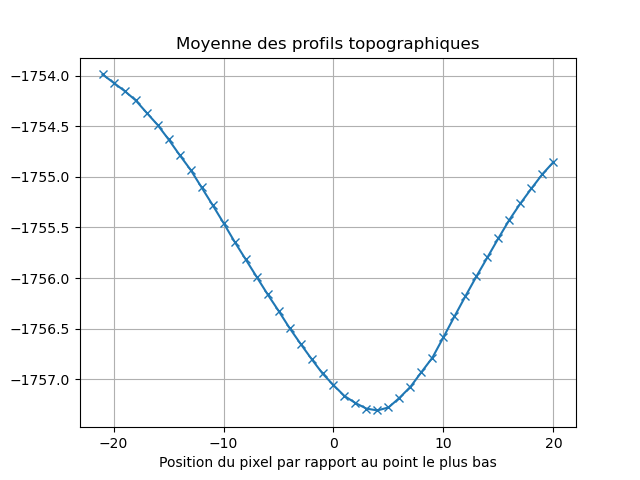 Moyenne des profils topographiques
−1754.0
−1754.5
−1755.0
−1755.5
−1756.0
−1756.5
−1757.0
−20 −10 0 10 20
Position du pixel par rapport au point le plus bas